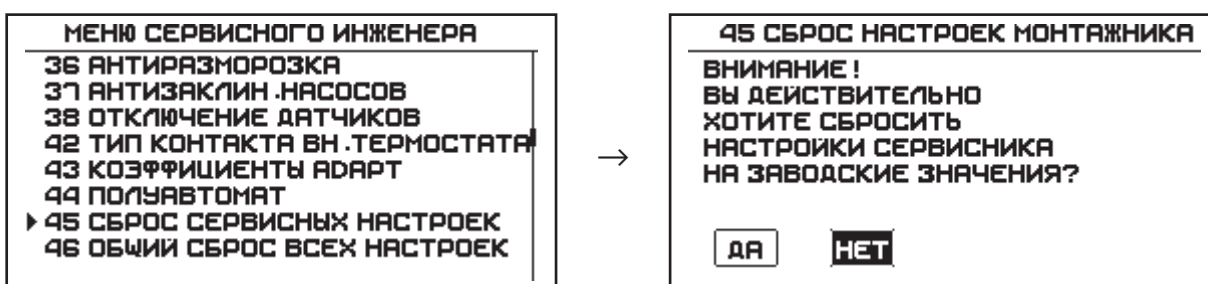 МЕНЮ СЕРВИСНОГО ИНЖЕНЕРА
36 АНТИРАЗМОРОЗКА
37 АНТИЗАКЛИН.НАСОСОВ
38 ОТКЛЮЧЕНИЕ ДАТЧИКОВ
42 ТИП КОНТАКТА ВН.ТЕРМОСТАТА
43 КОЭФФИЦИЕНТЫ ADAPT
44 ПОЛУАВТОМАТ
45 СБРОС СЕРВИСНЫХ НАСТРОЕК
46 ОБЩИЙ СБРОС ВСЕХ НАСТРОЕК
→
45 СБРОС НАСТРОЕК МОНТАЖНИКА
ВНИМАНИЕ!
ВЫ ДЕЙСТВИТЕЛЬНО
ХОТИТЕ СБРОСИТЬ
НАСТРОЙКИ СЕРВИСНИКА
НА ЗАВОДСКИЕ ЗНАЧЕНИЯ?
ДА НЕТ